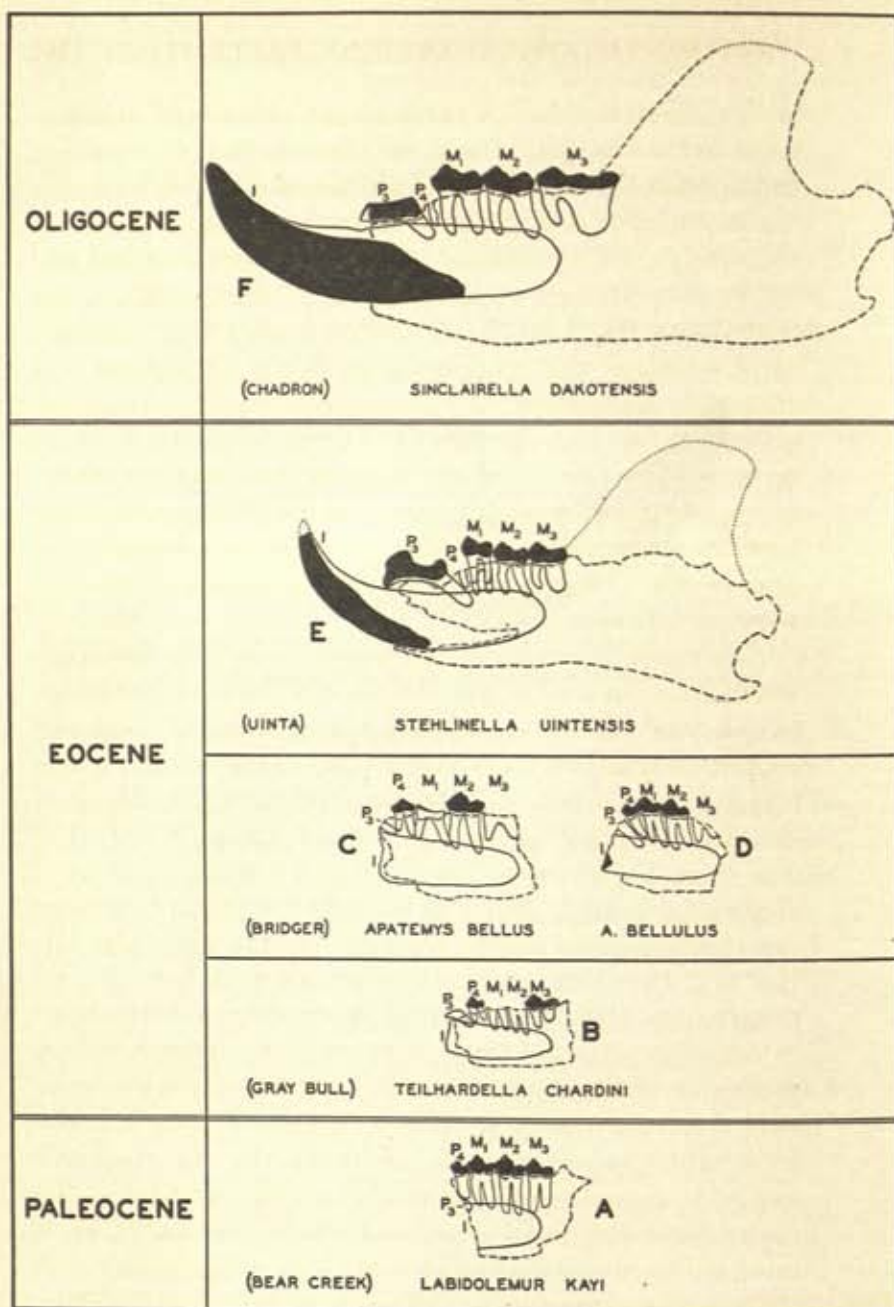 OLIGOCENE
M₁ M₂ M₃
P₃ P₄
I
F
(CHADRON) SINCLAIRELLA DAKOTENSIS
EOCENE
M₁ M₂ M₃
I P₃ P₄
E
(UINTA) STEHLINELLA UINTENSIS
P₄ M₁ M₂ M₃
P₃
C
I
P₄ M₁ M₂ M₃
P₃
D
I
(BRIDGER) APATEMYS BELLUS A. BELLULUS
P₄ M₁ M₂ M₃
P₃
I
B
(GRAY BULL) TEILHARDELLA CHARDINI
PALEOCENE
P₄ M₁ M₂ M₃
P₃
A
(BEAR CREEK) LABIDOLEMUR KAYI